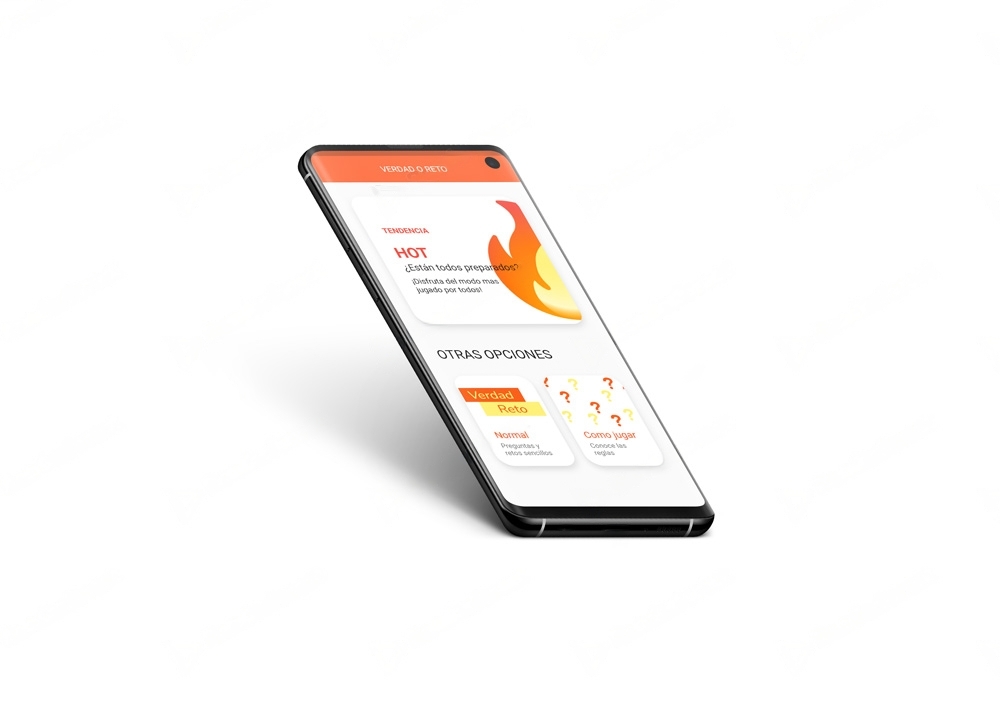 VERDAD O RETO
TENDENCIA
HOT
¿Están todos preparados?
¡Disfruta del modo mas
jugado por todos!
OTRAS OPCIONES
Verdad
Reto
Normal
Preguntas y
retos sencillos
? ? ? ? ? ? ? ? ? ?
Como jugar
Conoce las
reglas